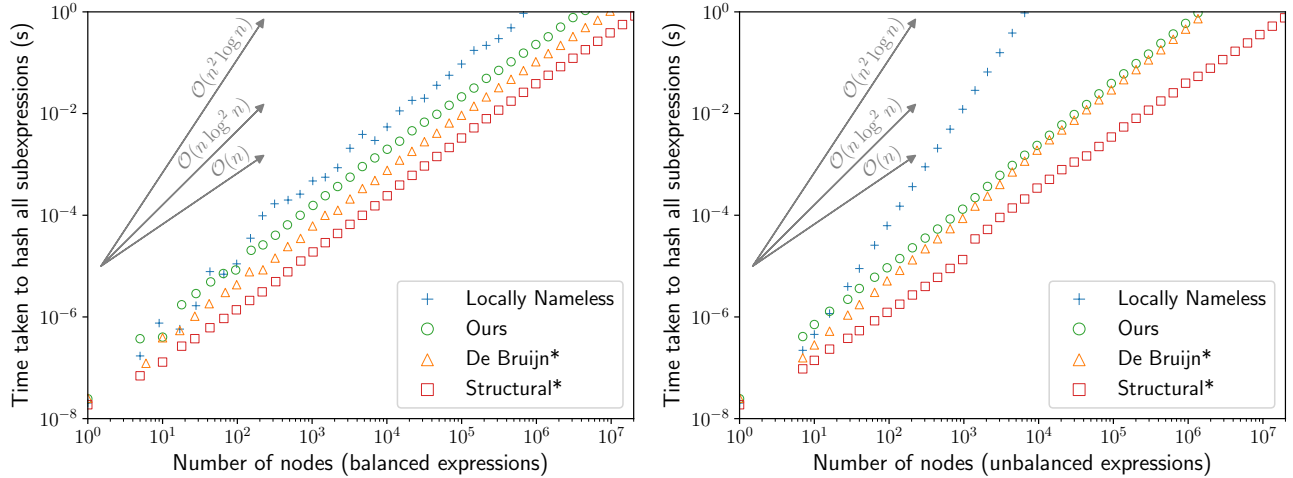 Time taken to hash all subexpressions (s)
10^0
10^−2
10^−4
10^−6
10^−8
O(n^2 log n)
O(n log^2 n)
O(n)
Locally Nameless
Ours
De Bruijn*
Structural*
10^0 10^1 10^2 10^3 10^4 10^5 10^6 10^7
Number of nodes (balanced expressions)
Time taken to hash all subexpressions (s)
10^0
10^−2
10^−4
10^−6
10^−8
O(n^2 log n)
O(n log^2 n)
O(n)
Locally Nameless
Ours
De Bruijn*
Structural*
10^0 10^1 10^2 10^3 10^4 10^5 10^6 10^7
Number of nodes (unbalanced expressions)